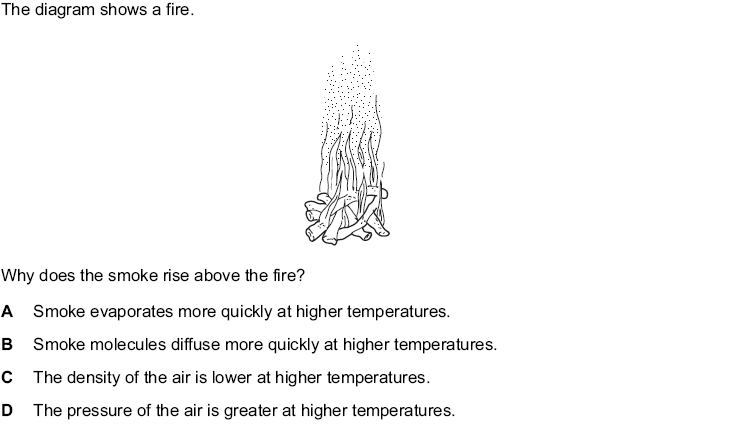 The diagram shows a fire.
Why does the smoke rise above the fire?
A Smoke evaporates more quickly at higher temperatures.
B Smoke molecules diffuse more quickly at higher temperatures.
C The density of the air is lower at higher temperatures.
D The pressure of the air is greater at higher temperatures.